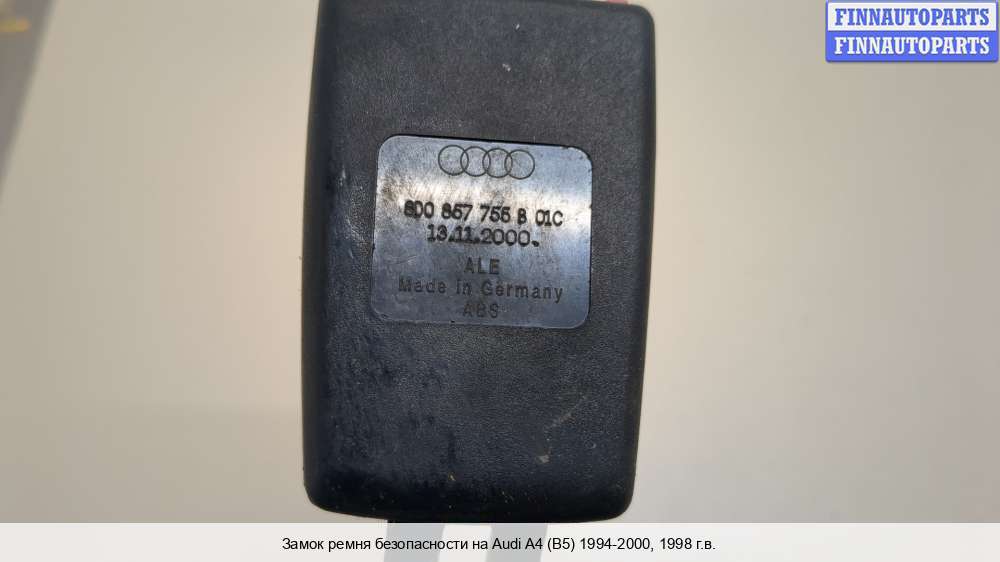 FINNAUTOPARTS
FINNAUTOPARTS
8D0 857 755 B 01C
13.11.2000.
ALE
Made in Germany
ABS
Замок ремня безопасности на Audi A4 (B5) 1994-2000, 1998 г.в.